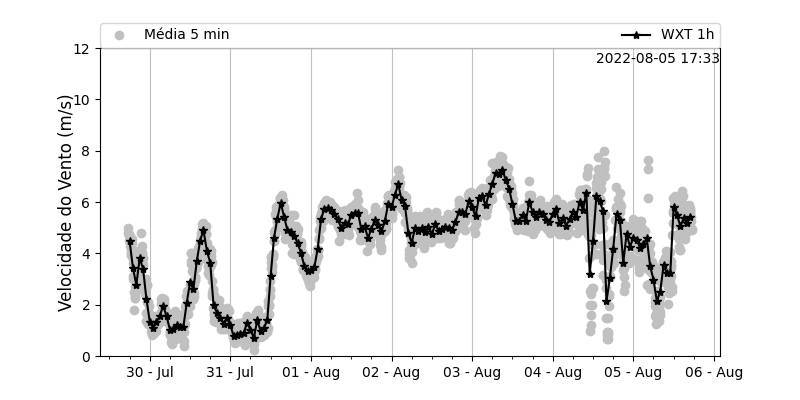 Média 5 min
WXT 1h
2022-08-05 17:33
Velocidade do Vento (m/s)
12
10
8
6
4
2
0
30 - Jul
31 - Jul
01 - Aug
02 - Aug
03 - Aug
04 - Aug
05 - Aug
06 - Aug